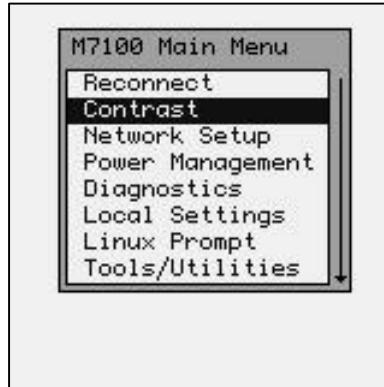 M7100 Main Menu
Reconnect
Contrast
Network Setup
Power Management
Diagnostics
Local Settings
Linux Prompt
Tools/Utilities